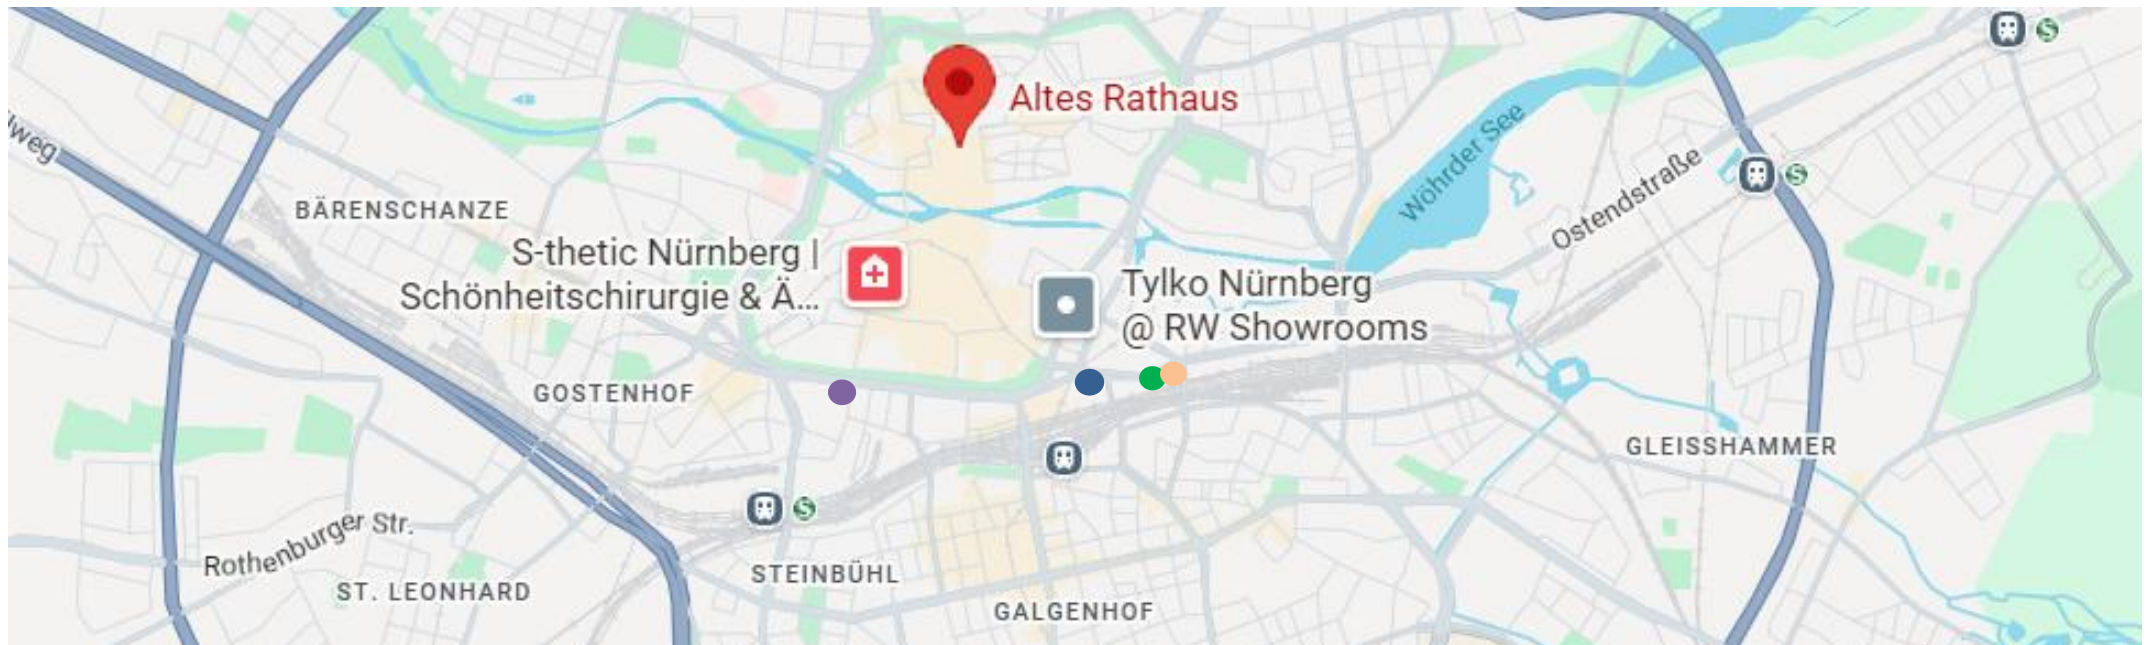 Altes Rathaus
Wöhrder See
Ostendstraße
BÄRENSCHANZE
S-thetic Nürnberg |
Schönheitschirurgie & Ä...
Tylko Nürnberg
@ RW Showrooms
GOSTENHOF
GLEISSHAMMER
Rothenburger Str.
ST. LEONHARD
STEINBÜHL
GALGENHOF
S
S
S